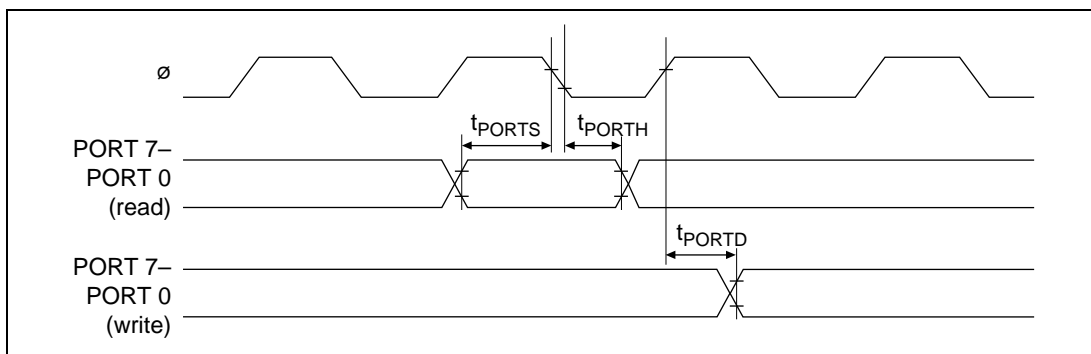 ø
tPORTS tPORTH
PORT 7–
PORT 0
(read)
tPORTD
PORT 7–
PORT 0
(write)